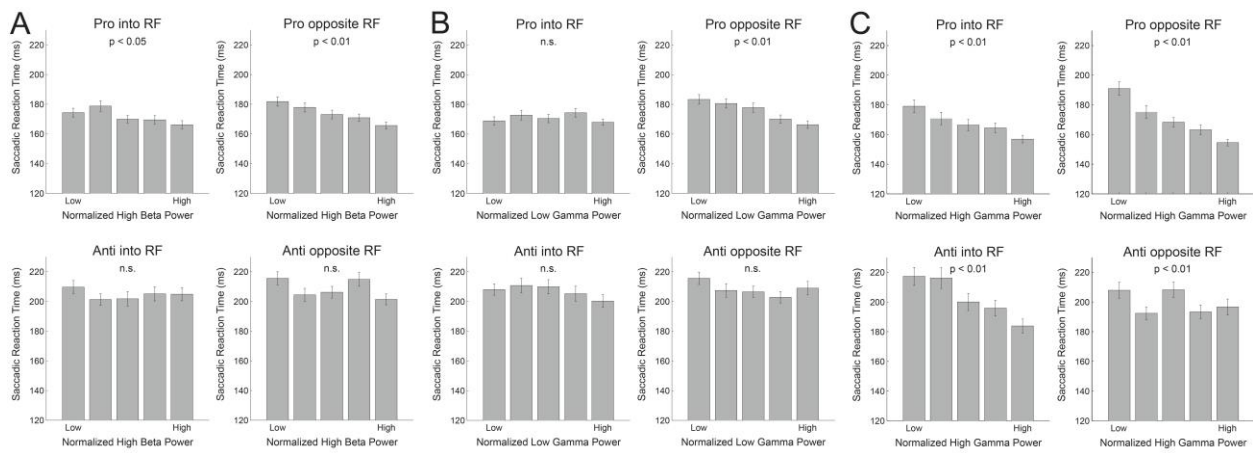 A
Pro into RF
p < 0.05
Saccadic Reaction Time (ms)
220
200
180
160
140
120
Low
High
Normalized High Beta Power
Pro opposite RF
p < 0.01
Saccadic Reaction Time (ms)
220
200
180
160
140
120
Low
High
Normalized High Beta Power
B
Pro into RF
n.s.
Saccadic Reaction Time (ms)
220
200
180
160
140
120
Low
High
Normalized Low Gamma Power
Pro opposite RF
p < 0.01
Saccadic Reaction Time (ms)
220
200
180
160
140
120
Low
High
Normalized Low Gamma Power
C
Pro into RF
p < 0.01
Saccadic Reaction Time (ms)
220
200
180
160
140
120
Low
High
Normalized High Gamma Power
Pro opposite RF
p < 0.01
Saccadic Reaction Time (ms)
220
200
180
160
140
120
Low
High
Normalized High Gamma Power
Anti into RF
n.s.
Saccadic Reaction Time (ms)
220
200
180
160
140
120
Low
High
Normalized High Beta Power
Anti opposite RF
n.s.
Saccadic Reaction Time (ms)
220
200
180
160
140
120
Low
High
Normalized High Beta Power
Anti into RF
n.s.
Saccadic Reaction Time (ms)
220
200
180
160
140
120
Low
High
Normalized Low Gamma Power
Anti opposite RF
n.s.
Saccadic Reaction Time (ms)
220
200
180
160
140
120
Low
High
Normalized Low Gamma Power
Anti into RF
p < 0.01
Saccadic Reaction Time (ms)
220
200
180
160
140
120
Low
High
Normalized High Gamma Power
Anti opposite RF
p < 0.01
Saccadic Reaction Time (ms)
220
200
180
160
140
120
Low
High
Normalized High Gamma Power